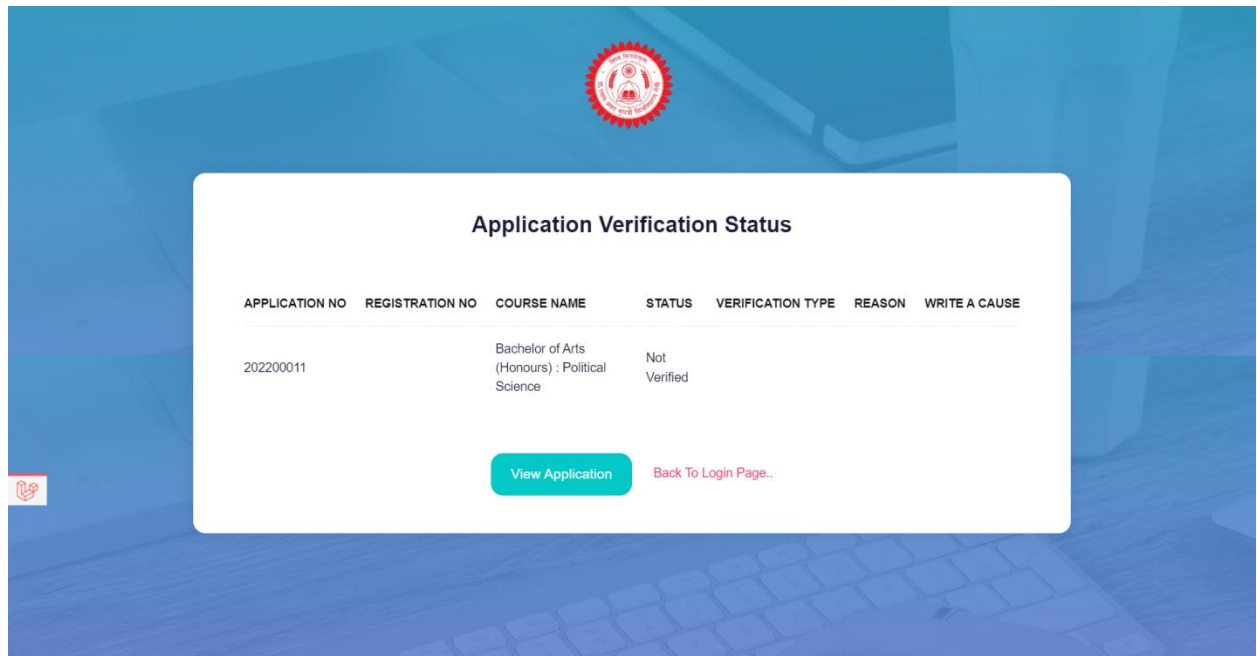 Application Verification Status
APPLICATION NO REGISTRATION NO COURSE NAME STATUS VERIFICATION TYPE REASON WRITE A CAUSE
202200011
Bachelor of Arts
(Honours) : Political
Science
Not
Verified
View Application Back To Login Page..